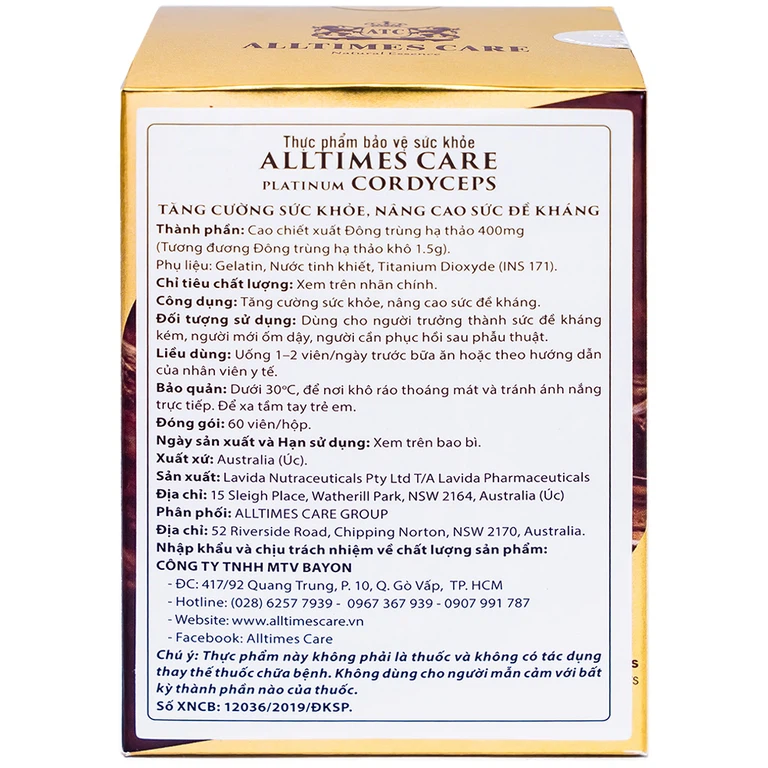 ATC
ALLTIMES CARE
Natural Essence
Thực phẩm bảo vệ sức khỏe
ALLTIMES CARE
PLATINUM CORDYCEPS
TĂNG CƯỜNG SỨC KHỎE, NÂNG CAO SỨC ĐỀ KHÁNG
Thành phần: Cao chiết xuất Đông trùng hạ thảo 400mg
(Tương đương Đông trùng hạ thảo khô 1.5g).
Phụ liệu: Gelatin, Nước tinh khiết, Titanium Dioxyde (INS 171).
Chỉ tiêu chất lượng: Xem trên nhãn chính.
Công dụng: Tăng cường sức khỏe, nâng cao sức đề kháng.
Đối tượng sử dụng: Dùng cho người trưởng thành sức đề kháng
kém, người mới ốm dậy, người cần phục hồi sau phẫu thuật.
Liều dùng: Uống 1–2 viên/ngày trước bữa ăn hoặc theo hướng dẫn
của nhân viên y tế.
Bảo quản: Dưới 30ºC, để nơi khô ráo thoáng mát và tránh ánh nắng
trực tiếp. Để xa tầm tay trẻ em.
Đóng gói: 60 viên/hộp.
Ngày sản xuất và Hạn sử dụng: Xem trên bao bì.
Xuất xứ: Australia (Úc).
Sản xuất: Lavida Nutraceuticals Pty Ltd T/A Lavida Pharmaceuticals
Địa chỉ: 15 Sleigh Place, Watherill Park, NSW 2164, Australia (Úc)
Phân phối: ALLTIMES CARE GROUP
Địa chỉ: 52 Riverside Road, Chipping Norton, NSW 2170, Australia.
Nhập khẩu và chịu trách nhiệm về chất lượng sản phẩm:
CÔNG TY TNHH MTV BAYON
- ĐC: 417/92 Quang Trung, P. 10, Q. Gò Vấp, TP. HCM
- Hotline: (028) 6257 7939 - 0967 367 939 - 0907 991 787
- Website: www.alltimescare.vn
- Facebook: Alltimes Care
Chú ý: Thực phẩm này không phải là thuốc và không có tác dụng
thay thế thuốc chữa bệnh. Không dùng cho người mẫn cảm với bất
kỳ thành phần nào của thuốc.
Số XNCB: 12036/2019/ĐKSP.